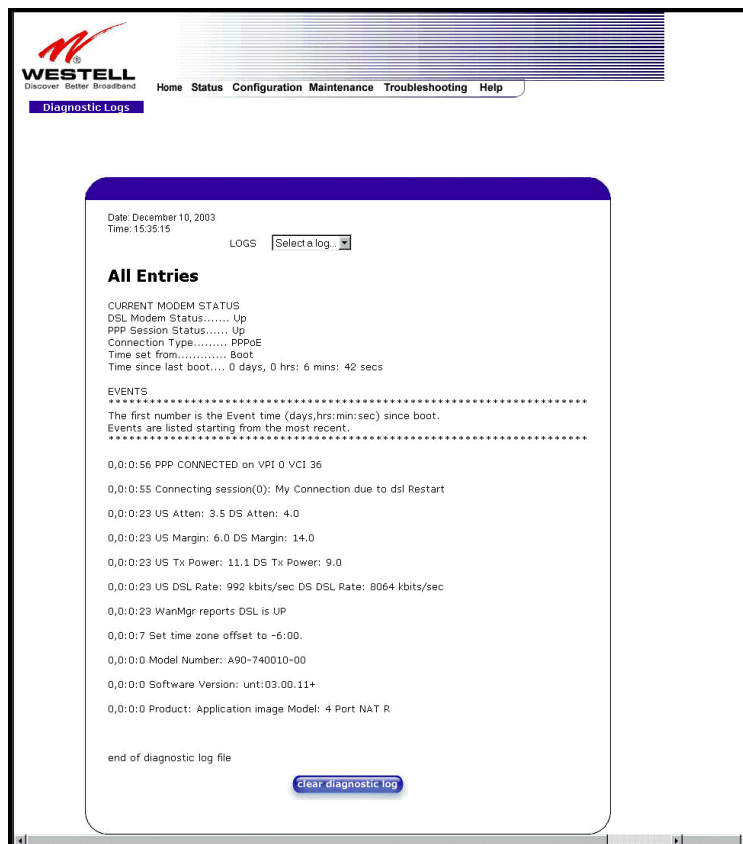 WESTELL
®
Discover Better Broadband
Home Status Configuration Maintenance Troubleshooting Help
Diagnostic Logs
Date: December 10, 2003
Time: 15:35:15
LOGS Select a log...
All Entries
CURRENT MODEM STATUS
DSL Modem Status....... Up
PPP Session Status...... Up
Connection Type......... PPPoE
Time set from............. Boot
Time since last boot.... 0 days, 0 hrs: 6 mins: 42 secs
EVENTS
***********************************************************************
The first number is the Event time (days,hrs:min:sec) since boot.
Events are listed starting from the most recent.
***********************************************************************
0,0:0:56 PPP CONNECTED on VPI 0 VCI 36
0,0:0:55 Connecting session(0): My Connection due to dsl Restart
0,0:0:23 US Atten: 3.5 DS Atten: 4.0
0,0:0:23 US Margin: 6.0 DS Margin: 14.0
0,0:0:23 US Tx Power: 11.1 DS Tx Power: 9.0
0,0:0:23 US DSL Rate: 992 kbits/sec DS DSL Rate: 8064 kbits/sec
0,0:0:23 WanMgr reports DSL is UP
0,0:0:7 Set time zone offset to -6:00.
0,0:0:0 Model Number: A90-740010-00
0,0:0:0 Software Version: unt:03.00.11+
0,0:0:0 Product: Application image Model: 4 Port NAT R
end of diagnostic log file
clear diagnostic log